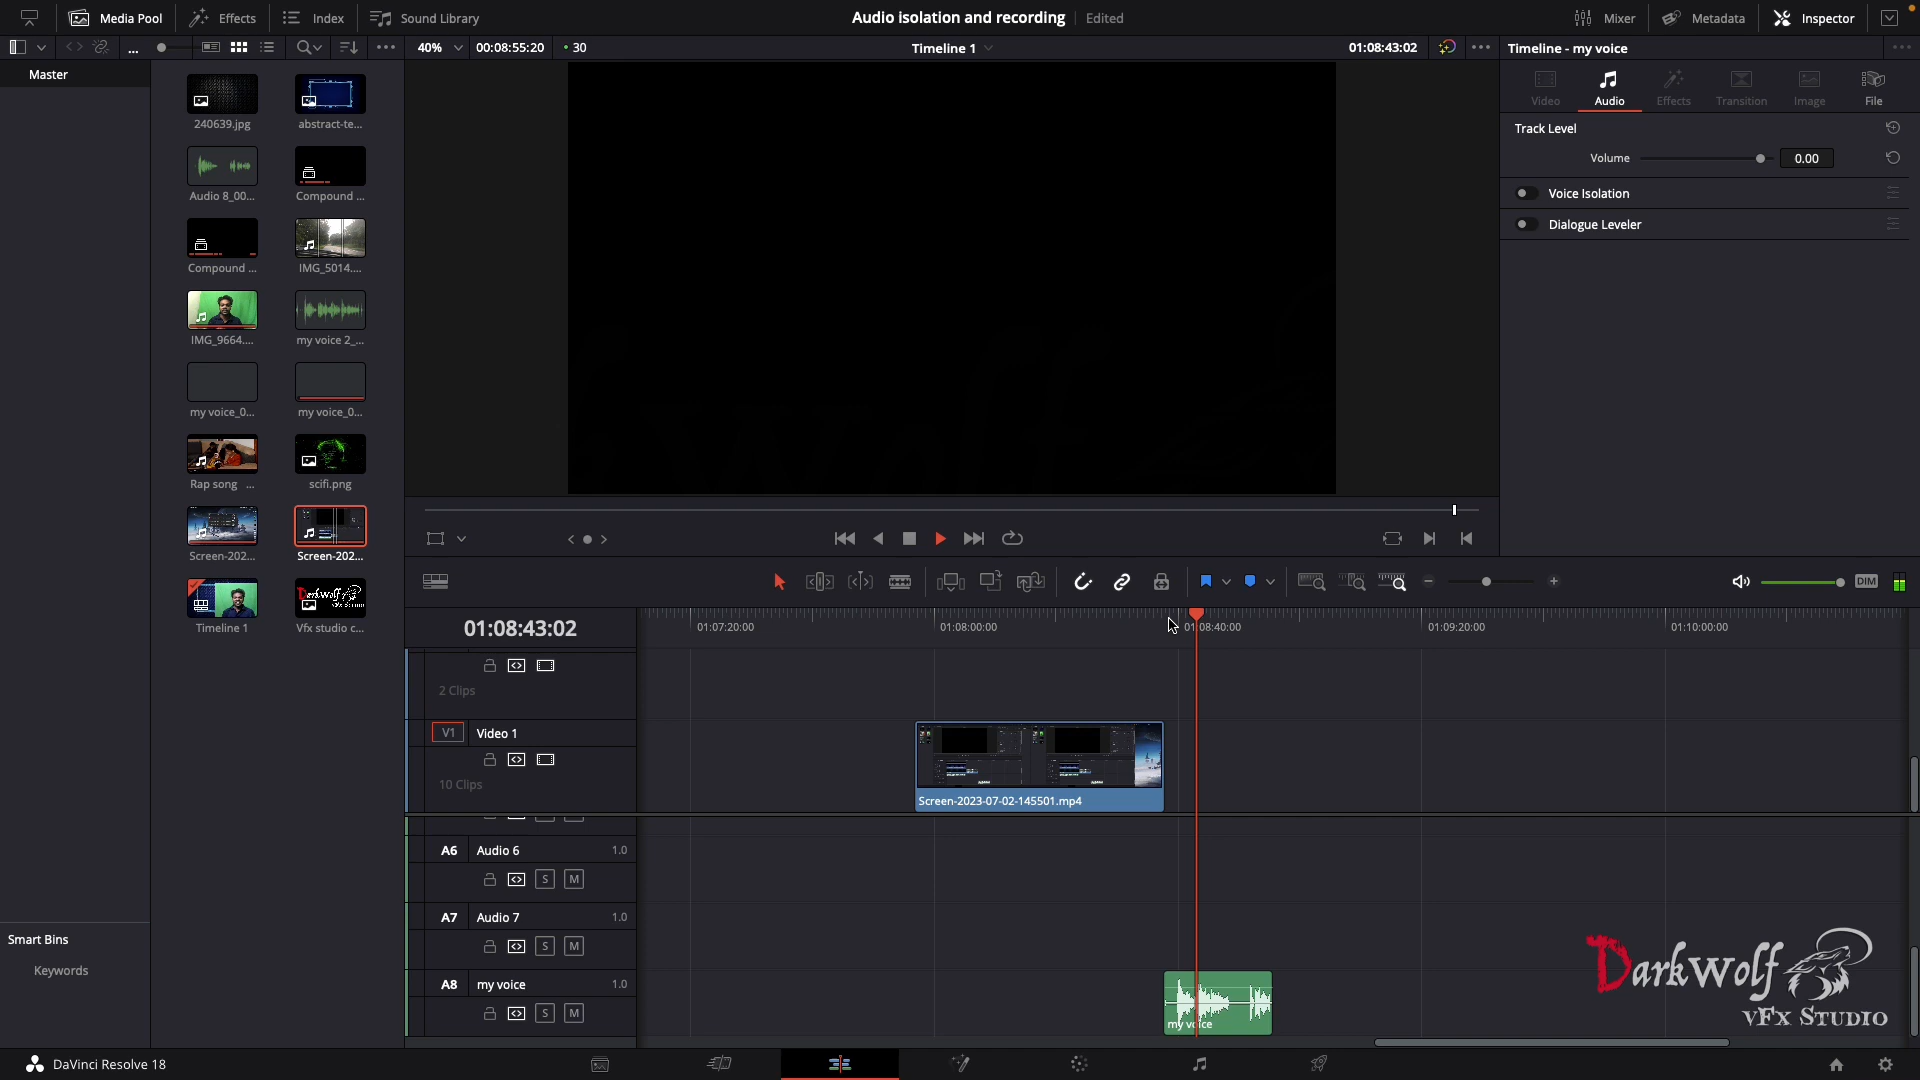 Media Pool
Effects
Index
Sound Library
Audio isolation and recording
Edited
Mixer
Metadata
Inspector
...
40%
00:08:55:20
30
Timeline 1
01:08:43:02
Timeline - my voice
Master
240639.jpg
abstract-te...
Audio 8_00...
Compound ...
Compound ...
IMG_5014....
IMG_9664....
my voice 2_...
my voice_0...
my voice_0...
Rap song ...
scifi.png
Screen-202...
Screen-202...
Timeline 1
Vfx studio c...
Video
Audio
Effects
Transition
Image
File
Track Level
Volume
0.00
Voice Isolation
Dialogue Leveler
DIM
01:08:43:02
01:07:20:00
01:08:00:00
01:08:40:00
01:09:20:00
01:10:00:00
2 Clips
V1
Video 1
10 Clips
Screen-2023-07-02-145501.mp4
A6
Audio 6
1.0
S
M
A7
Audio 7
1.0
S
M
A8
my voice
1.0
S
M
my voice
Smart Bins
Keywords
DarkWolf
VFX STUDIO
DaVinci Resolve 18